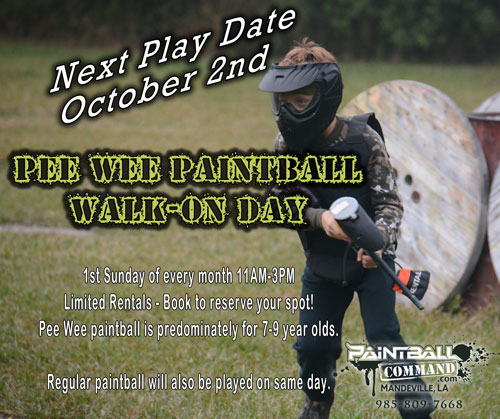 Next Play Date
October 2nd
PEE WEE PAINTBALL
WALK-ON DAY
1st Sunday of every month 11AM-3PM
Limited Rentals - Book to reserve your spot!
Pee Wee paintball is predominately for 7-9 year olds.
Regular paintball will also be played on same day.
PAINTBALL
COMMAND
.com
MANDEVILLE, LA
985-809-7668